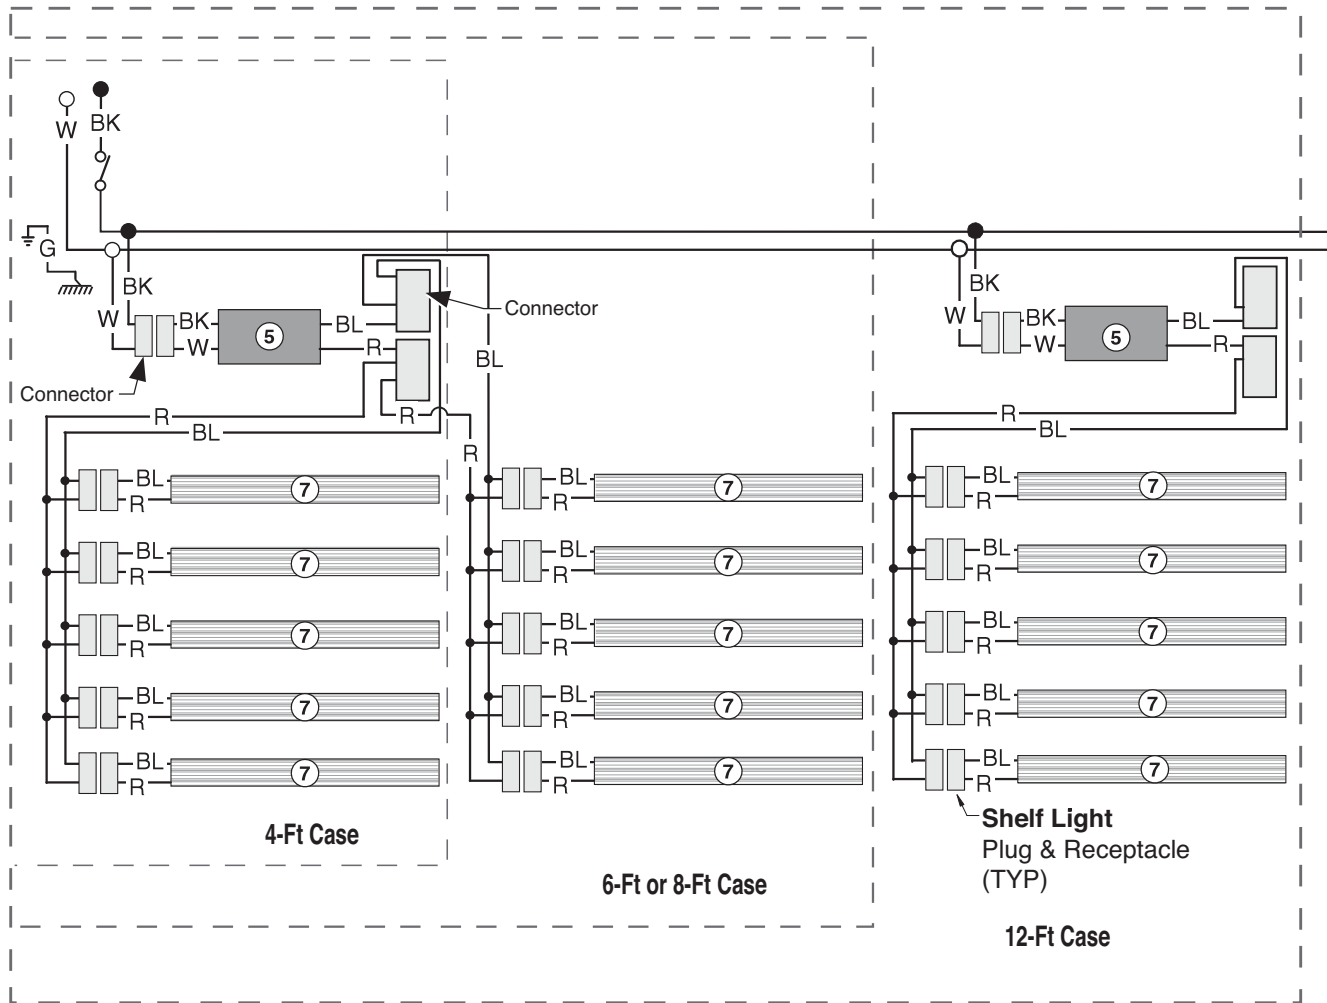 W
BK
G
BK
W
BK
5
BL
W
R
Connector
Connector
BL
R
R
BL
R
BK
W
BK
5
BL
W
R
R
BL
BL
7
R
BL
7
R
BL
7
R
BL
7
R
BL
7
R
BL
7
R
BL
7
R
BL
7
R
BL
7
R
BL
7
R
BL
7
R
BL
7
R
BL
7
R
BL
7
R
BL
7
R
4-Ft Case
6-Ft or 8-Ft Case
Shelf Light
Plug & Receptacle
(TYP)
12-Ft Case